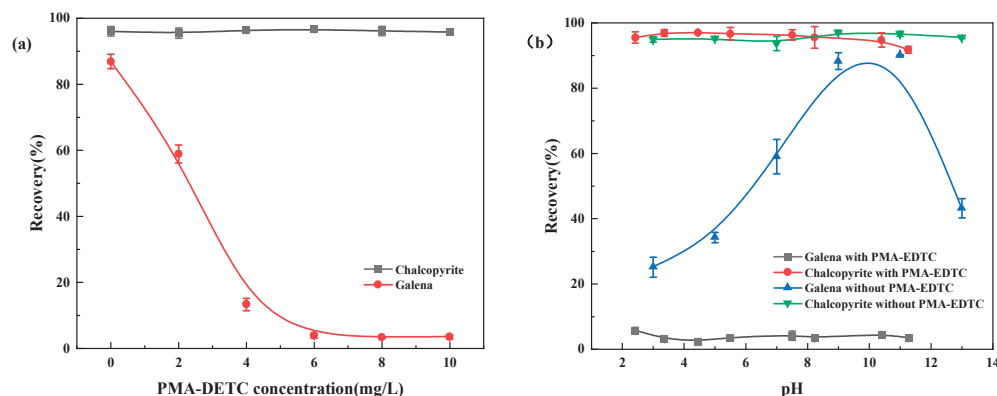 (a)
100
80
60
40
20
0
Recovery(%)
Chalcopyrite
Galena
0 2 4 6 8 10
PMA-DETC concentration(mg/L)
(b)
100
80
60
40
20
0
Recovery(%)
Galena with PMA-EDTC
Chalcopyrite with PMA-EDTC
Galena without PMA-EDTC
Chalcopyrite without PMA-EDTC
2 4 6 8 10 12 14
pH